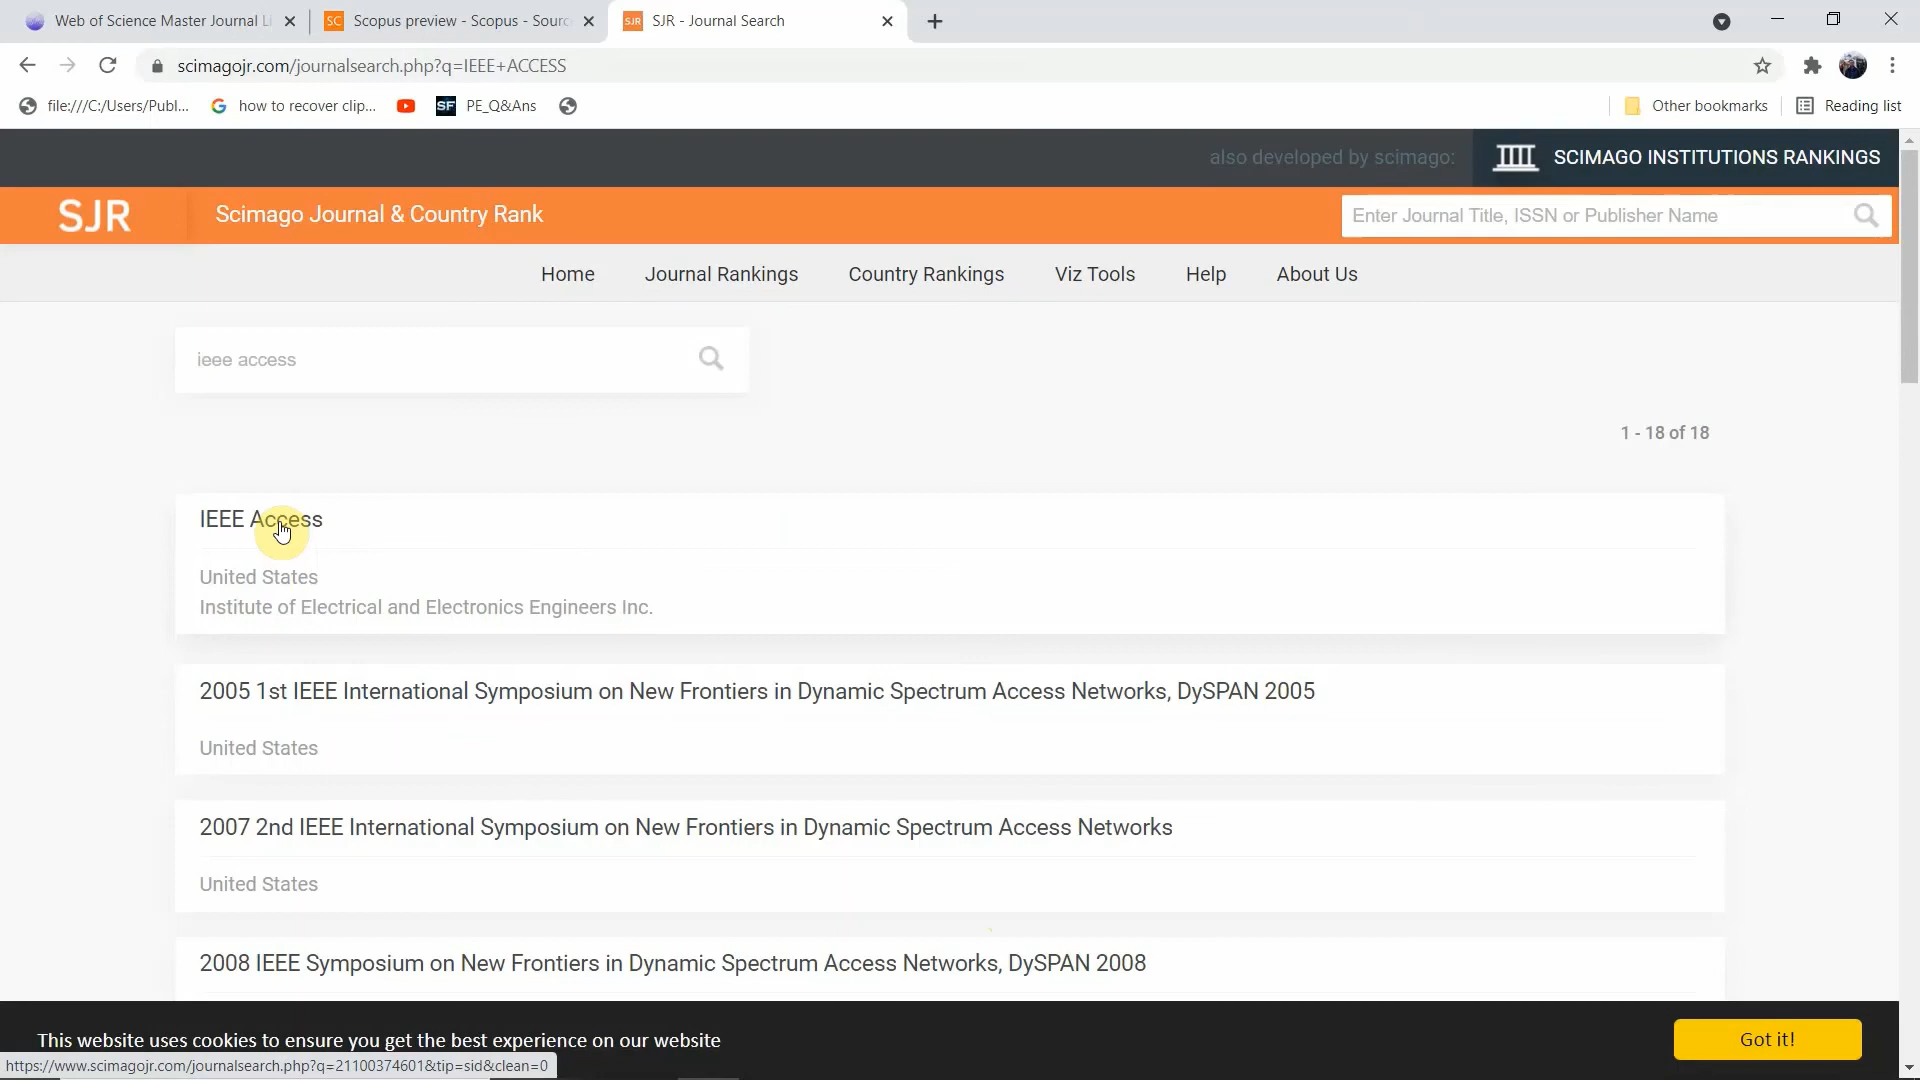 Web of Science Master Journal Li
SC Scopus preview - Scopus - Sourc
SJR SJR - Journal Search
scimagojr.com/journalsearch.php?q=IEEE+ACCESS
file:///C:/Users/Publ...
how to recover clip...
SF PE_Q&Ans
Other bookmarks
Reading list
also developed by scimago:
SCIMAGO INSTITUTIONS RANKINGS
SJR
Scimago Journal & Country Rank
Enter Journal Title, ISSN or Publisher Name
Home
Journal Rankings
Country Rankings
Viz Tools
Help
About Us
ieee access
1 - 18 of 18
IEEE Access
United States
Institute of Electrical and Electronics Engineers Inc.
2005 1st IEEE International Symposium on New Frontiers in Dynamic Spectrum Access Networks, DySPAN 2005
United States
2007 2nd IEEE International Symposium on New Frontiers in Dynamic Spectrum Access Networks
United States
2008 IEEE Symposium on New Frontiers in Dynamic Spectrum Access Networks, DySPAN 2008
This website uses cookies to ensure you get the best experience on our website
Got it!
https://www.scimagojr.com/journalsearch.php?q=21100374601&tip=sid&clean=0